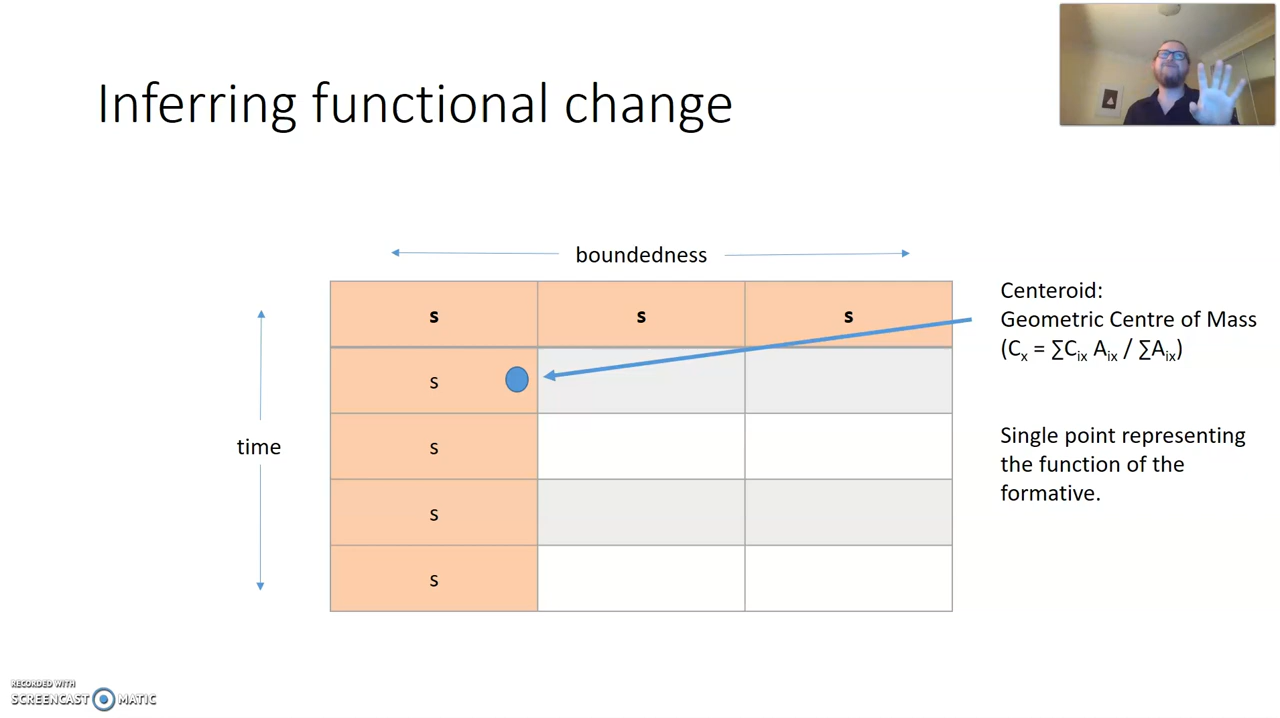 Inferring functional change
boundedness
time
s s s
s
s
s
s
Centeroid:
Geometric Centre of Mass
(Cₓ = ∑Cᵢₓ Aᵢₓ / ∑Aᵢₓ)
Single point representing
the function of the
formative.
RECORDED WITH
SCREENCAST MATIC